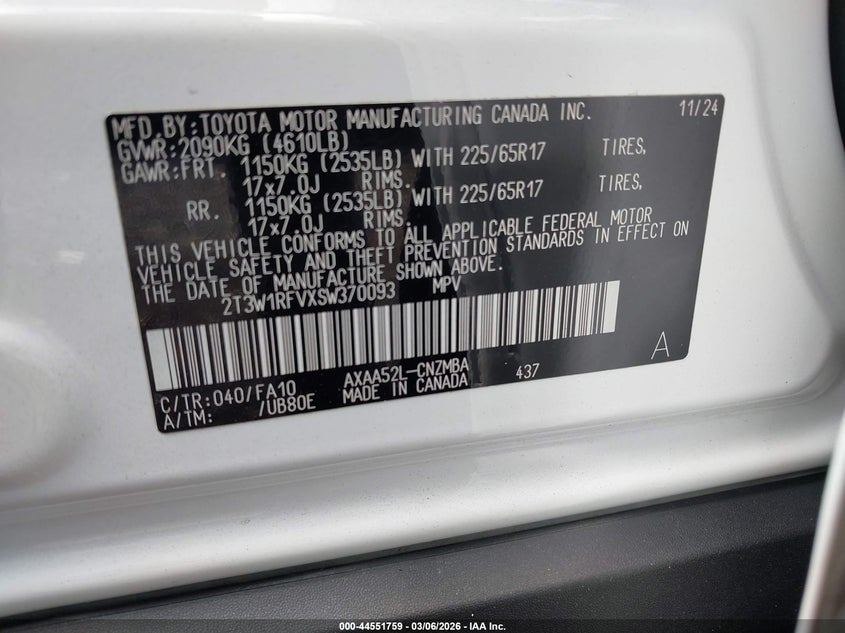 MFD.BY:TOYOTA MOTOR MANUFACTURING CANADA INC. 11/24
GVWR:2090KG (4610LB)
GAWR:FRT. 1150KG (2535LB) WITH 225/65R17 TIRES,
17x7.0J RIMS.
RR. 1150KG (2535LB) WITH 225/65R17 TIRES,
17x7.0J RIMS.
THIS VEHICLE CONFORMS TO ALL APPLICABLE FEDERAL MOTOR
VEHICLE SAFETY AND THEFT PREVENTION STANDARDS IN EFFECT ON
THE DATE OF MANUFACTURE SHOWN ABOVE.
2T3W1RFVXSW370093 MPV
A
C/TR:040/FA10 AXAA52L-CNZMBA 437
A/TM: /UB80E MADE IN CANADA
000-44551759 — 03/06/2026 — IAA Inc.